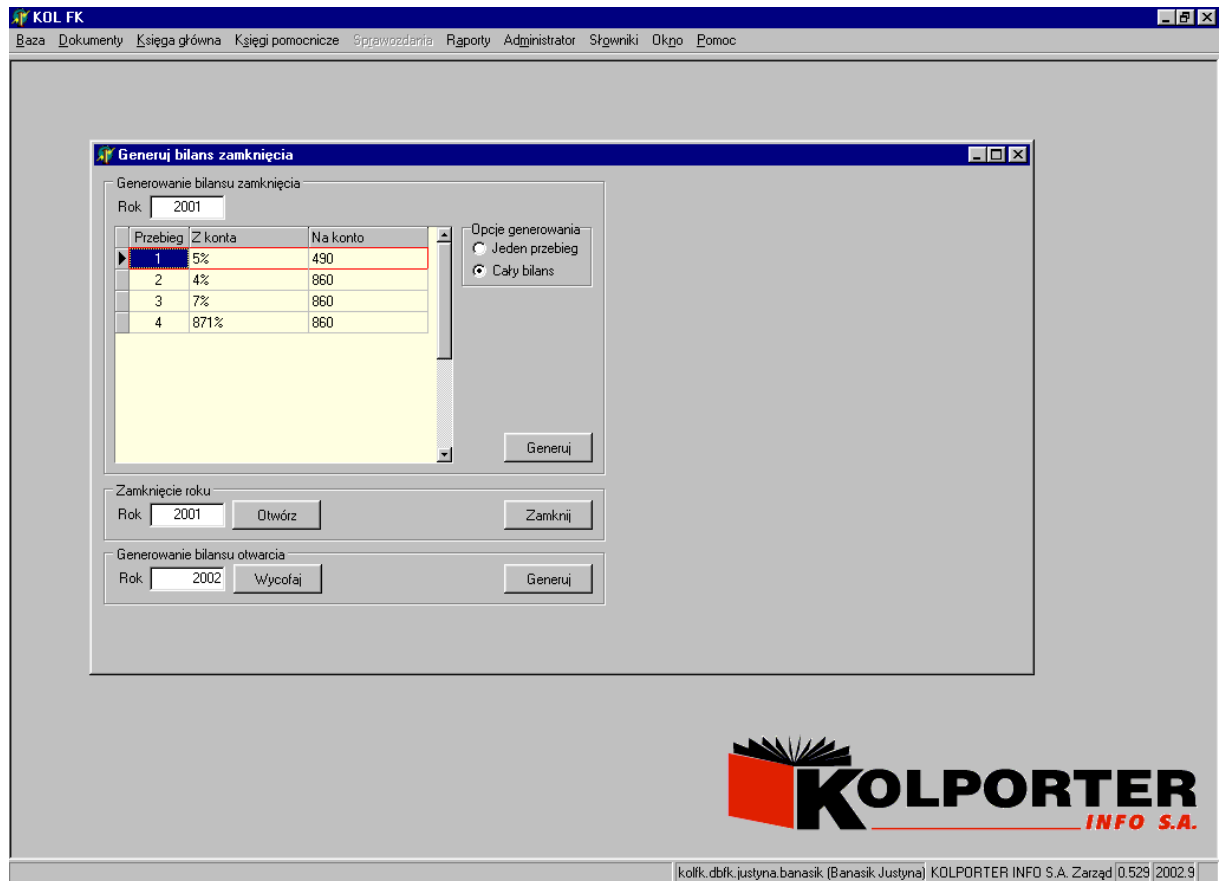 KOL FK
Baza Dokumenty Księga główna Księgi pomocnicze Sprawozdania Raporty Administrator Słowniki Okno Pomoc
Generuj bilans zamknięcia
Generowanie bilansu zamknięcia
Rok 2001
Przebieg Z konta Na konto
1 5% 490
2 4% 860
3 7% 860
4 871% 860
Opcje generowania
Jeden przebieg
Cały bilans
Generuj
Zamknięcie roku
Rok 2001 Otwórz Zamknij
Generowanie bilansu otwarcia
Rok 2002 Wycofaj Generuj
KOLPORTER
INFO S.A.
kolfk.dbfk.justyna.banasik (Banasik Justyna) KOLPORTER INFO S.A. Zarząd 0.529 2002.9